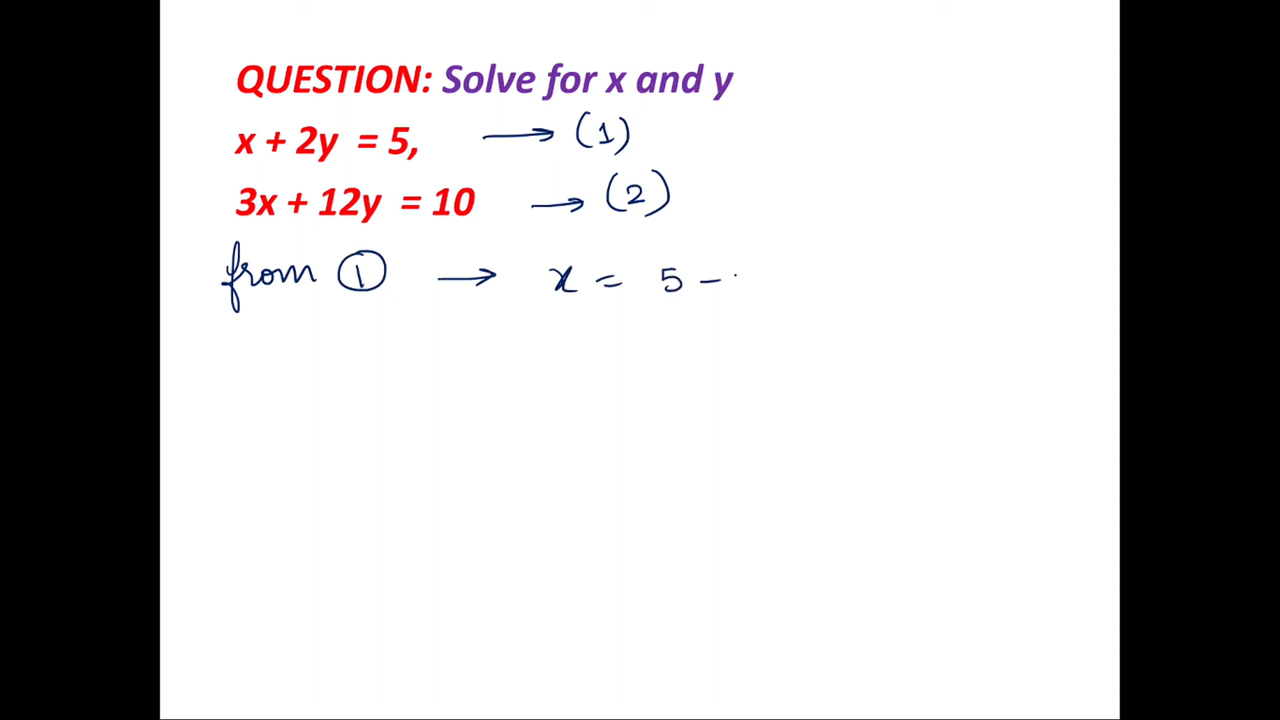 QUESTION: Solve for x and y
x + 2y = 5, ⟶ (1)
3x + 12y = 10 → (2)
from ① → x = 5 -